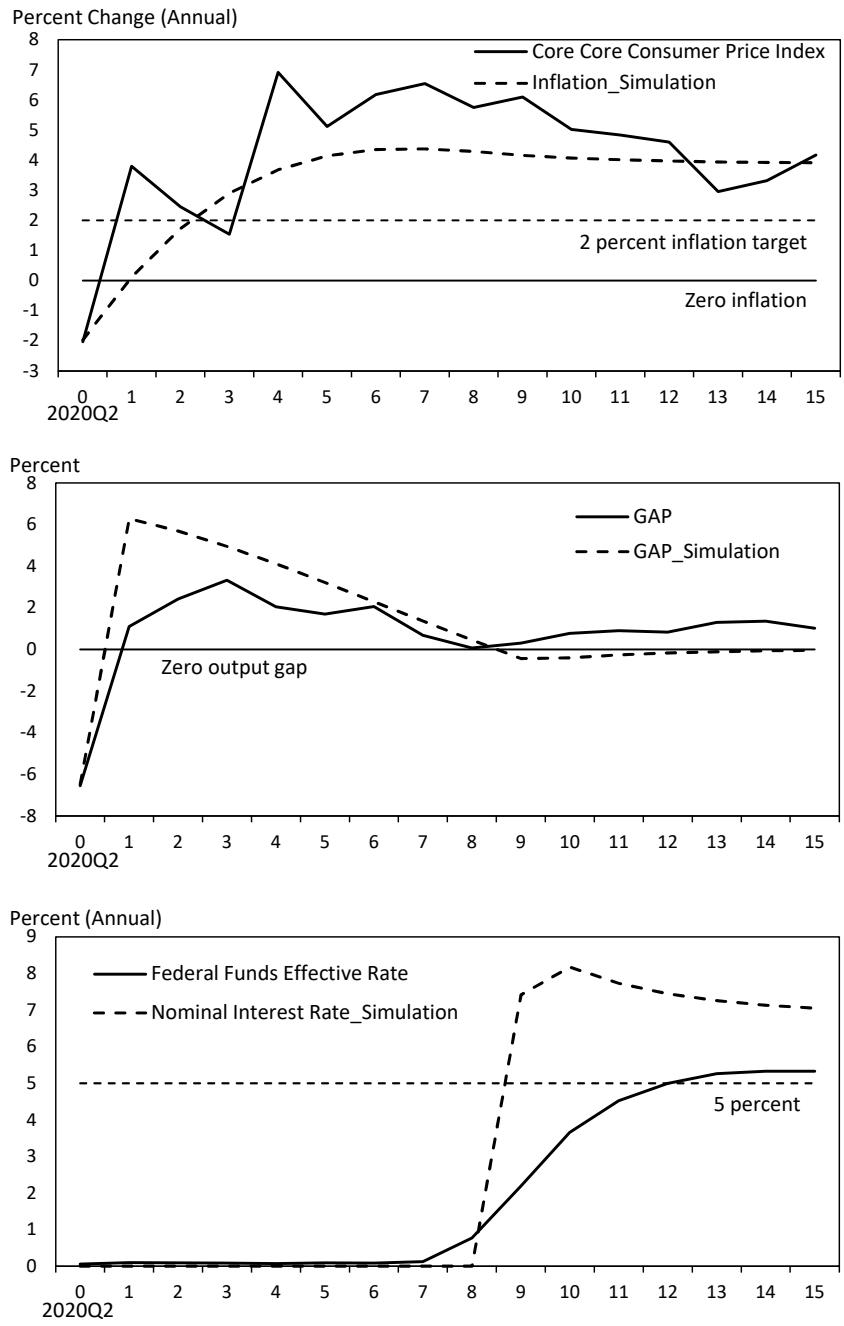 Percent Change (Annual)
8
7
6
5
4
3
2
1
0
-1
-2
-3
Core Core Consumer Price Index
Inflation_Simulation
2 percent inflation target
Zero inflation
0 1 2 3 4 5 6 7 8 9 10 11 12 13 14 15
2020Q2
Percent
8
6
4
2
0
-2
-4
-6
-8
GAP
GAP_Simulation
Zero output gap
0 1 2 3 4 5 6 7 8 9 10 11 12 13 14 15
2020Q2
Percent (Annual)
9
8
7
6
5
4
3
2
1
0
Federal Funds Effective Rate
Nominal Interest Rate_Simulation
5 percent
0 1 2 3 4 5 6 7 8 9 10 11 12 13 14 15
2020Q2